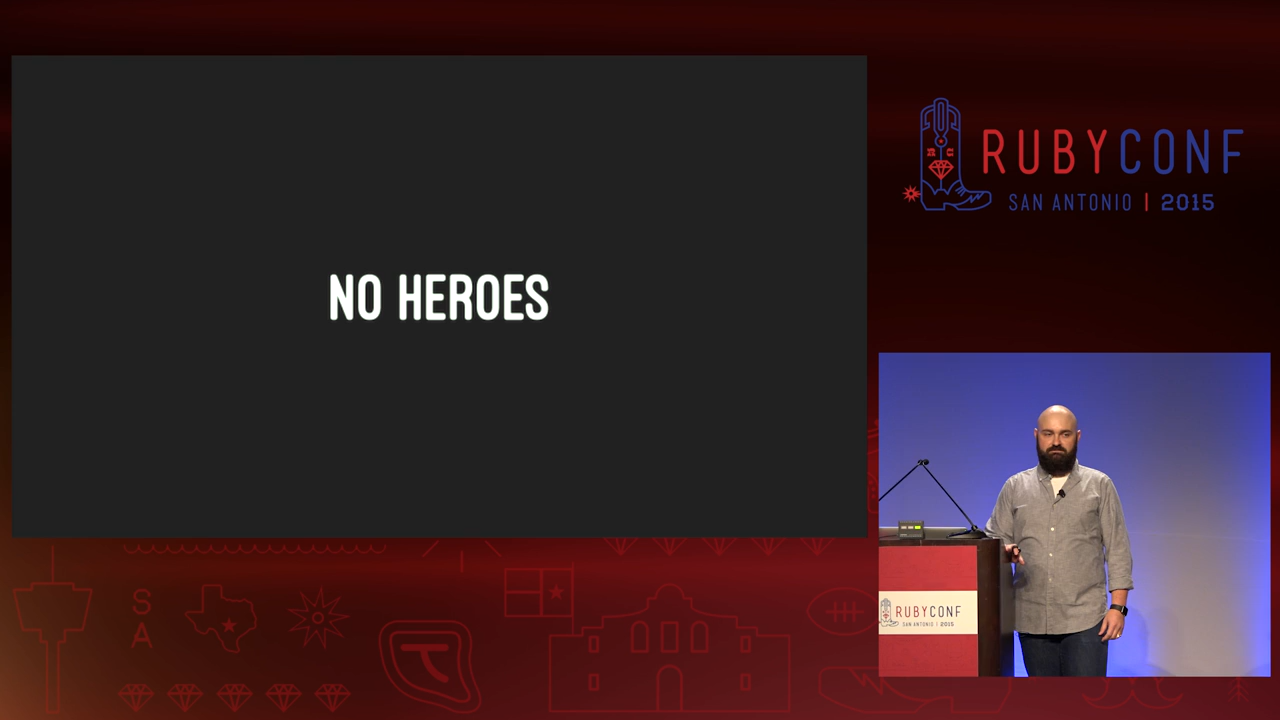 NO HEROES
RUBYCONF
SAN ANTONIO | 2015
S
A
T
RUBYCONF
SAN ANTONIO | 2015